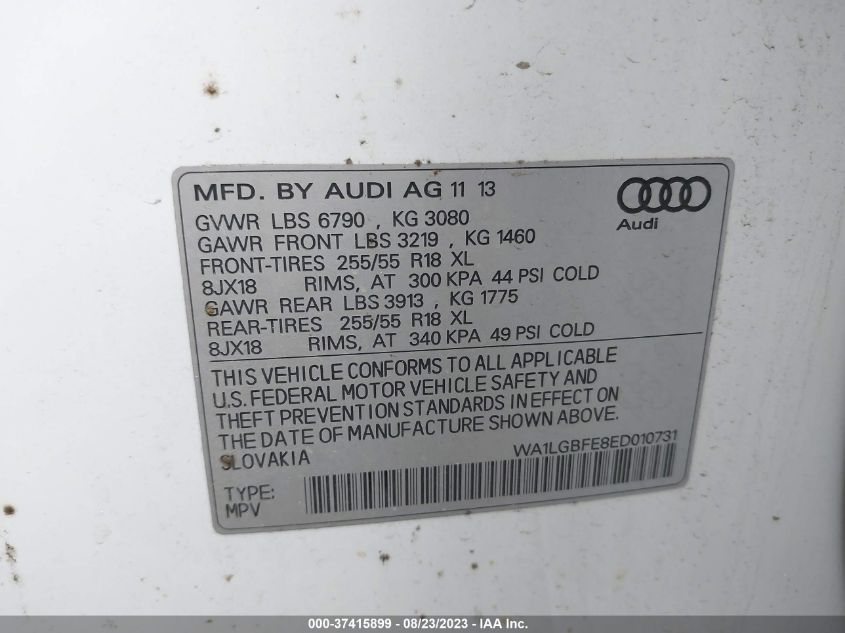 MFD. BY AUDI AG 11 13
Audi
GVWR LBS 6790 , KG 3080
GAWR FRONT LBS 3219 , KG 1460
FRONT-TIRES 255/55 R18 XL
8JX18 RIMS, AT 300 KPA 44 PSI COLD
GAWR REAR LBS 3913 , KG 1775
REAR-TIRES 255/55 R18 XL
8JX18 RIMS, AT 340 KPA 49 PSI COLD
THIS VEHICLE CONFORMS TO ALL APPLICABLE
U.S. FEDERAL MOTOR VEHICLE SAFETY AND
THEFT PREVENTION STANDARDS IN EFFECT ON
THE DATE OF MANUFACTURE SHOWN ABOVE.
SLOVAKIA
WA1LGBFE8ED010731
TYPE:
MPV
000-37415899 - 08/23/2023 - IAA Inc.